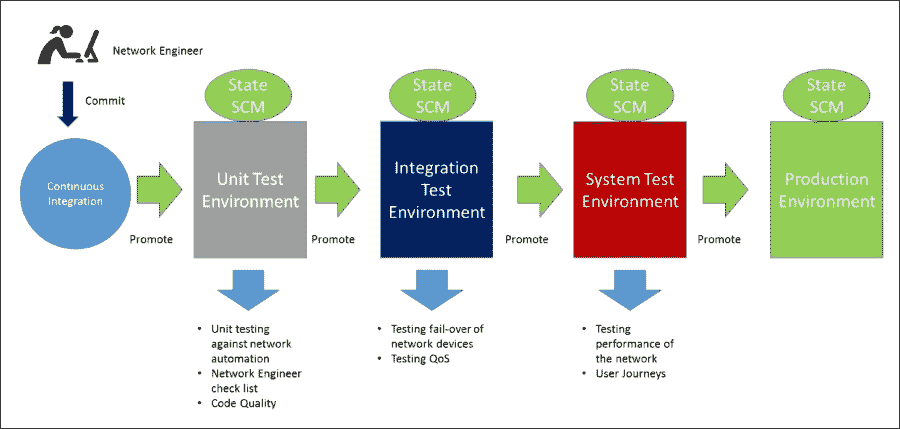 Network Engineer
Commit
Continuous
Integration
Promote
State
SCM
Unit Test
Environment
Promote
State
SCM
Integration
Test
Environment
Promote
State
SCM
System Test
Environment
Promote
State
SCM
Production
Environment
• Unit testing
against network
automation
• Network Engineer
check list
• Code Quality
• Testing fail-over of
network devices
• Testing QoS
• Testing
performance of
the network
• User Journeys